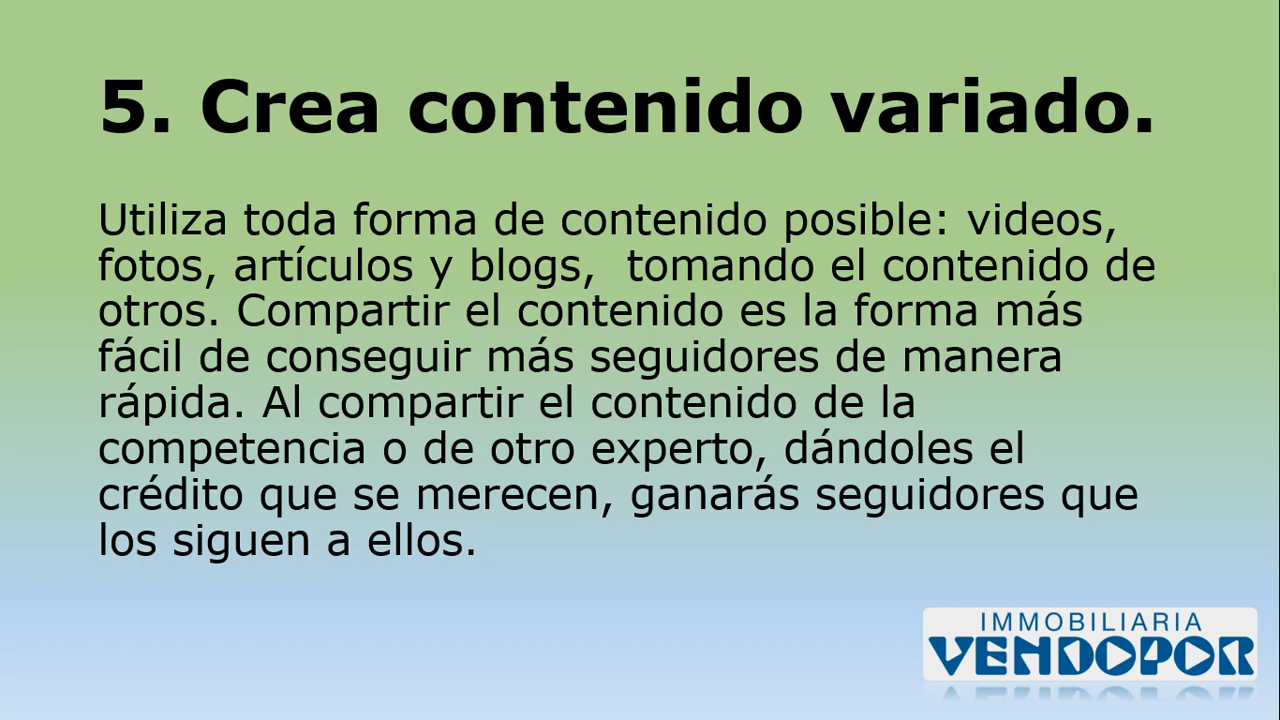 5. Crea contenido variado.
Utiliza toda forma de contenido posible: videos,
fotos, artículos y blogs,  tomando el contenido de
otros. Compartir el contenido es la forma más
fácil de conseguir más seguidores de manera
rápida. Al compartir el contenido de la
competencia o de otro experto, dándoles el
crédito que se merecen, ganarás seguidores que
los siguen a ellos.
IMMOBILIARIA
VENDOPOR